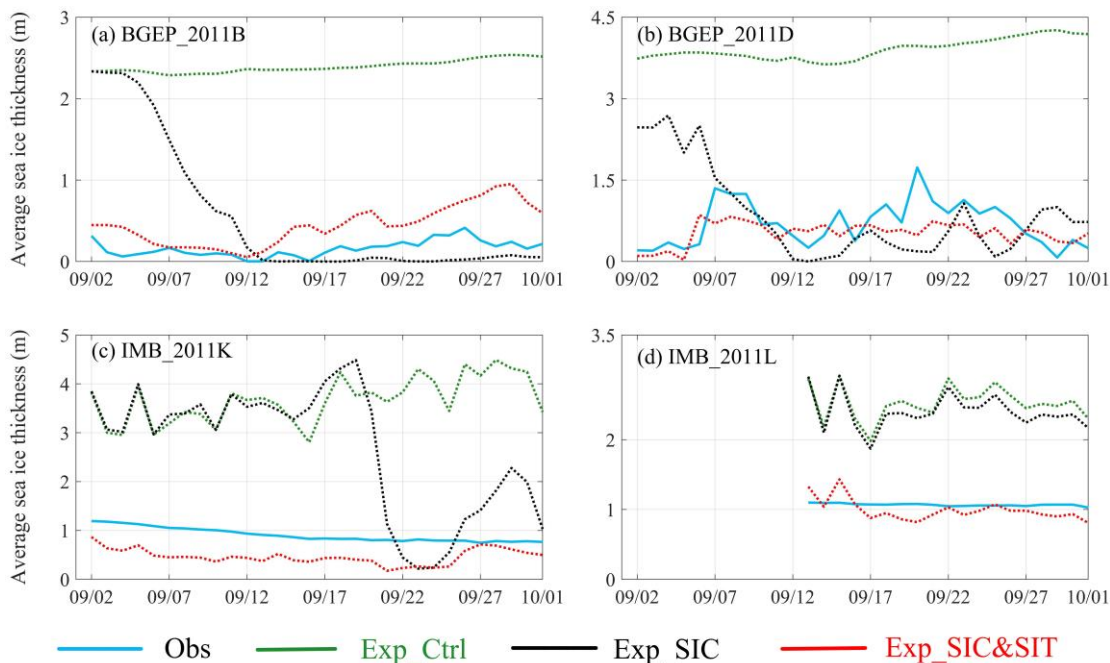 (a) BGEP_2011B
(b) BGEP_2011D
Average sea ice thickness (m)
3
2
1
0
4.5
3
1.5
0
09/02 09/07 09/12 09/17 09/22 09/27 10/01
09/02 09/07 09/12 09/17 09/22 09/27 10/01
(c) IMB_2011K
(d) IMB_2011L
Average sea ice thickness (m)
5
4
3
2
1
0
3.5
2
1
0
09/02 09/07 09/12 09/17 09/22 09/27 10/01
09/02 09/07 09/12 09/17 09/22 09/27 10/01
Obs Exp_Ctrl Exp_SIC Exp_SIC&SIT